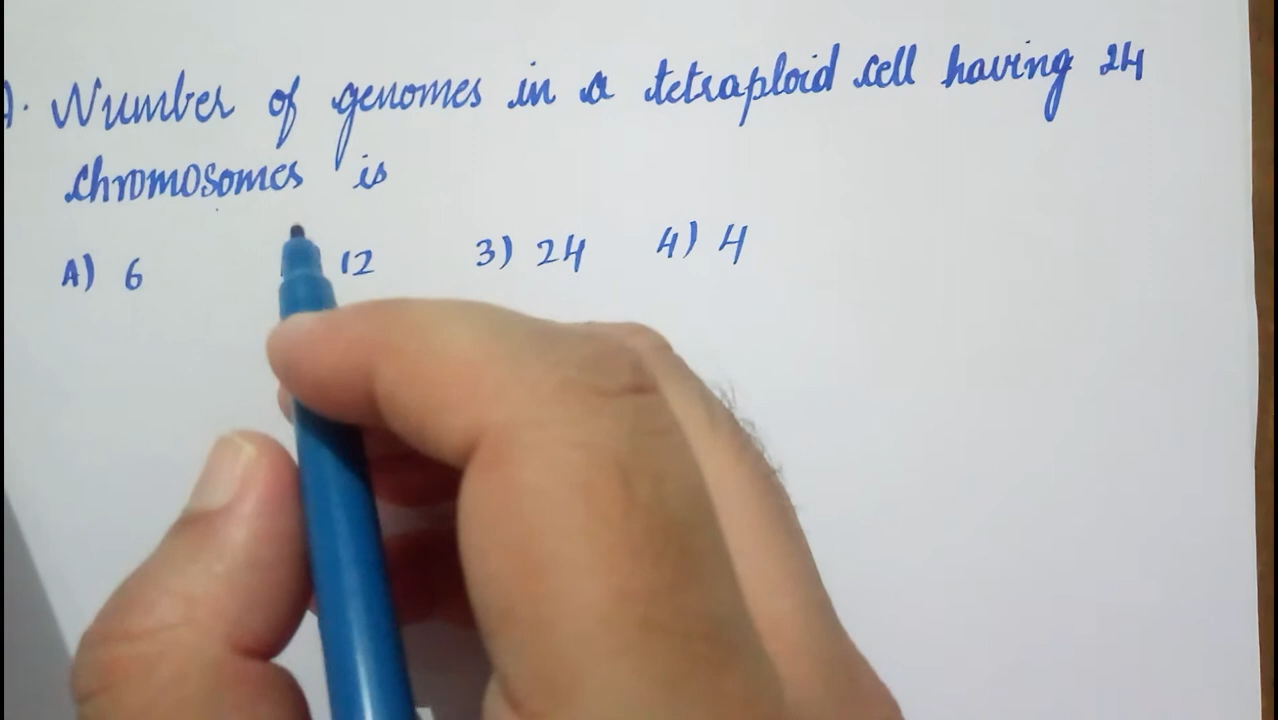 Number of genomes in a tetraploid cell having 24
chromosomes is
A) 6 12 3) 24 4) 4